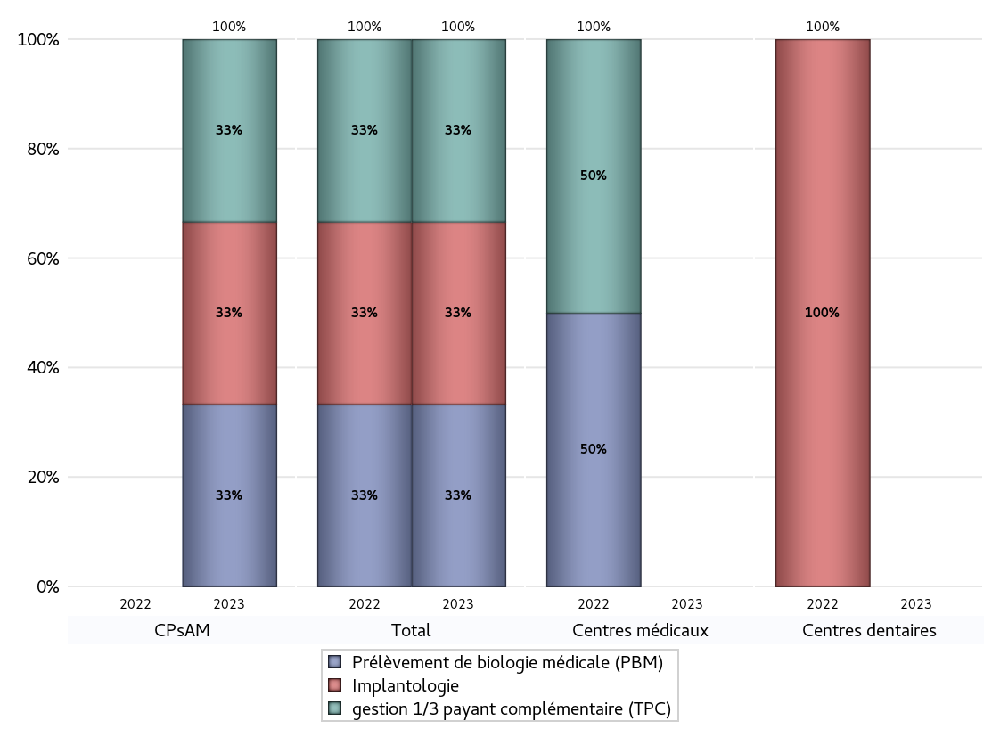 100% 100% 100% 100% 100%
100%
33% 33% 33%
80%
50%
60%
33% 33% 33% 100%
40%
50%
20%
33% 33% 33%
0%
2022 2023 2022 2023 2022 2023 2022 2023
CPsAM Total Centres médicaux Centres dentaires
Prélèvement de biologie médicale (PBM)
Implantologie
gestion 1/3 payant complémentaire (TPC)